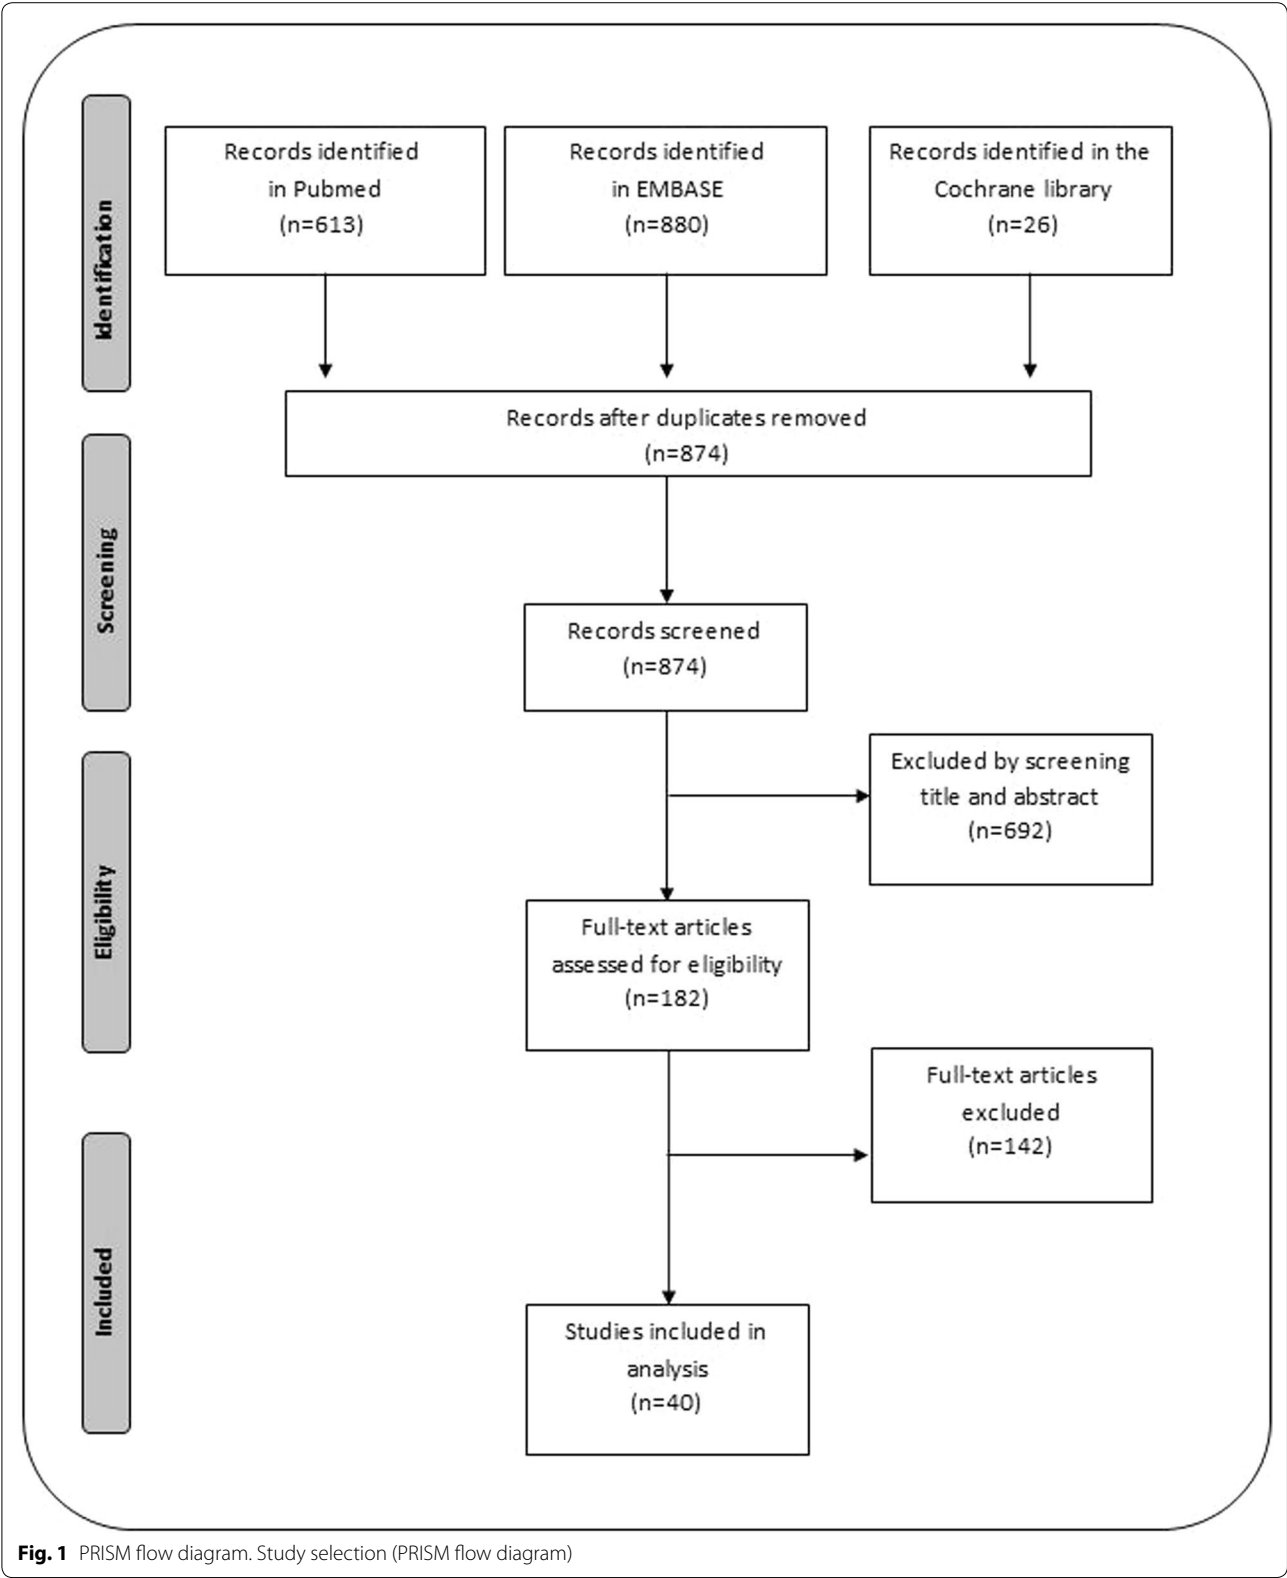 Identification
Records identified
in Pubmed
(n=613)
Records identified
in EMBASE
(n=880)
Records identified in the
Cochrane library
(n=26)
Records after duplicates removed
(n=874)
Screening
Records screened
(n=874)
Excluded by screening
title and abstract
(n=692)
Eligibility
Full-text articles
assessed for eligibility
(n=182)
Full-text articles
excluded
(n=142)
Included
Studies included in
analysis
(n=40)
Fig. 1 PRISM flow diagram. Study selection (PRISM flow diagram)